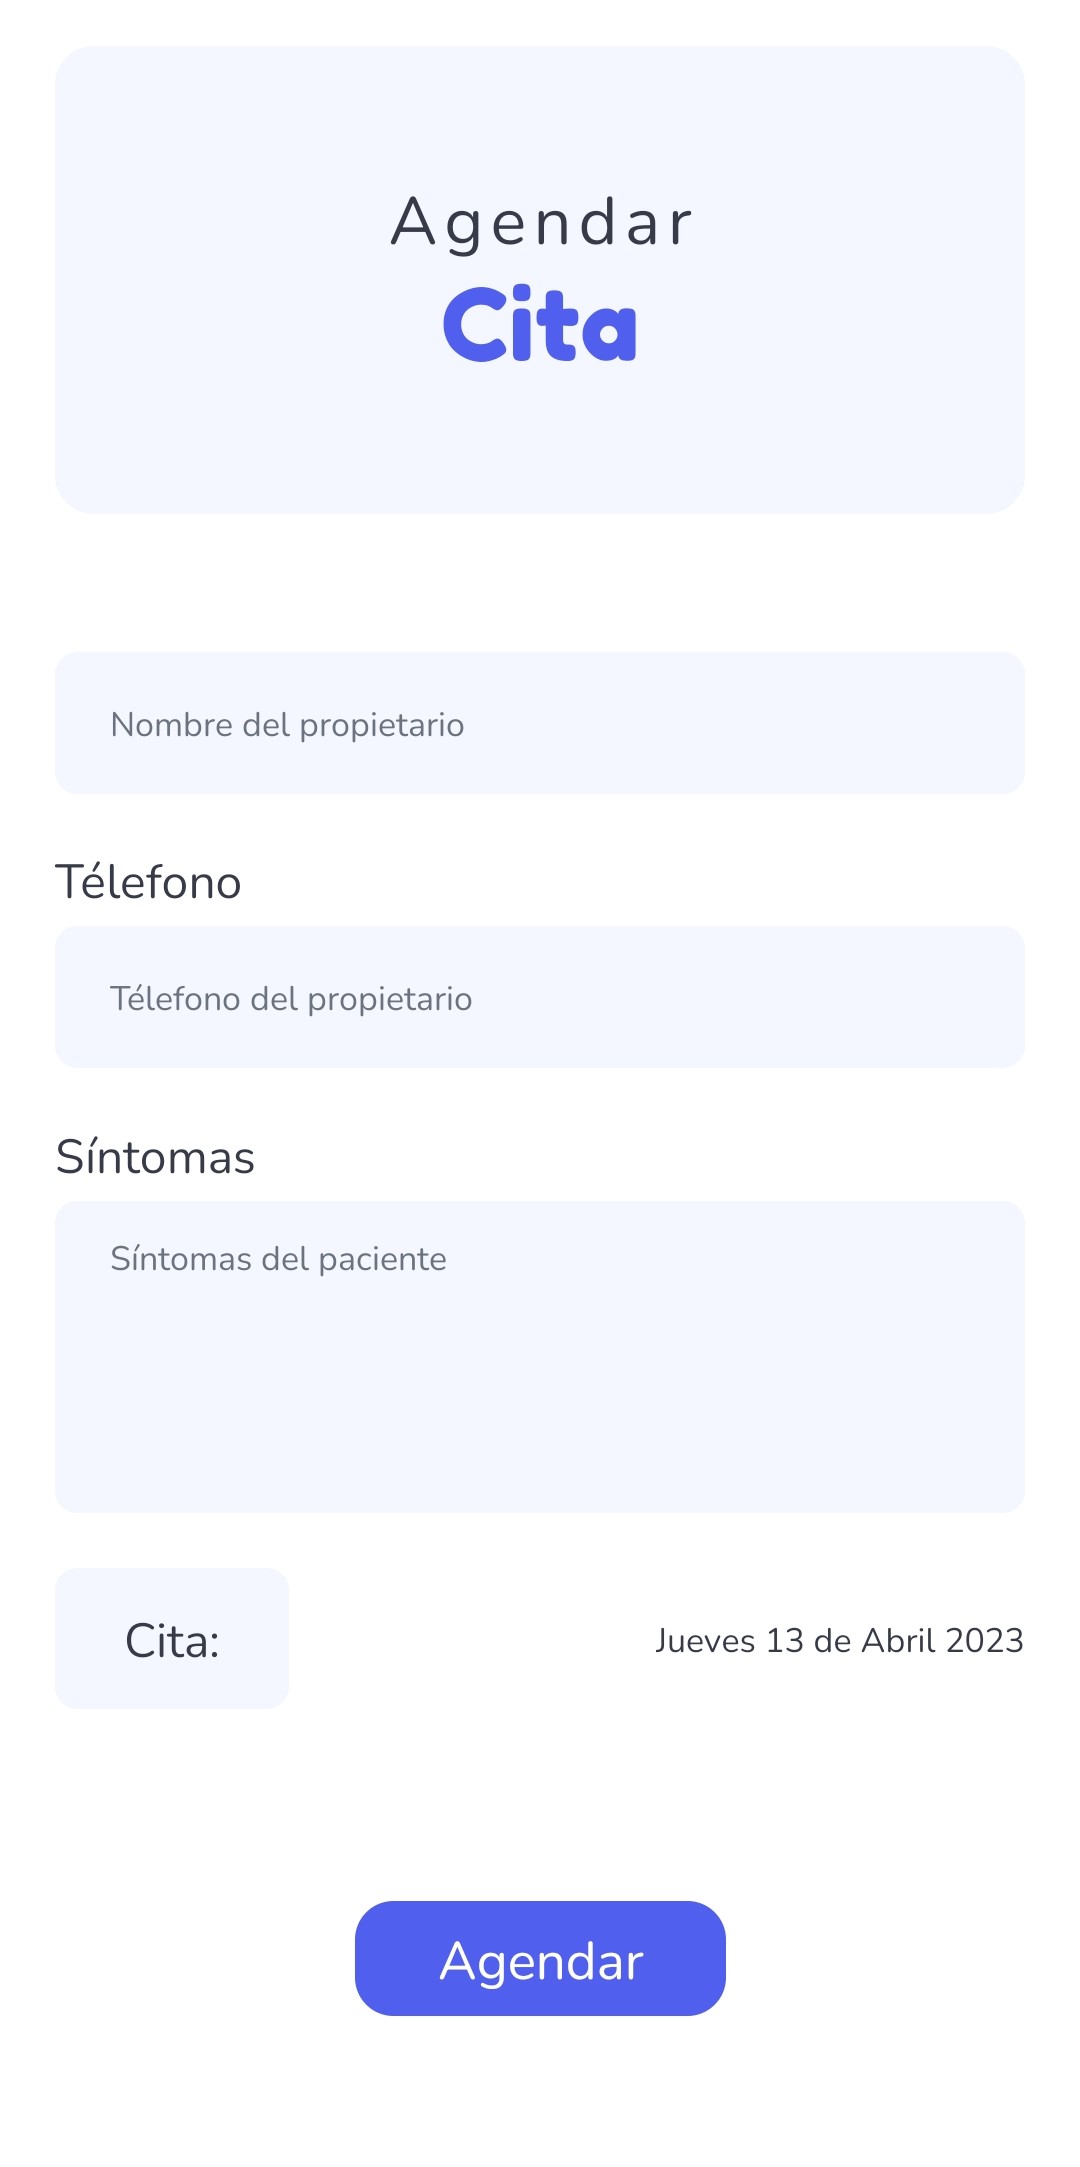 Agendar
Cita
Nombre del propietario
Télefono
Télefono del propietario
Síntomas
Síntomas del paciente
Cita:
Jueves 13 de Abril 2023
Agendar